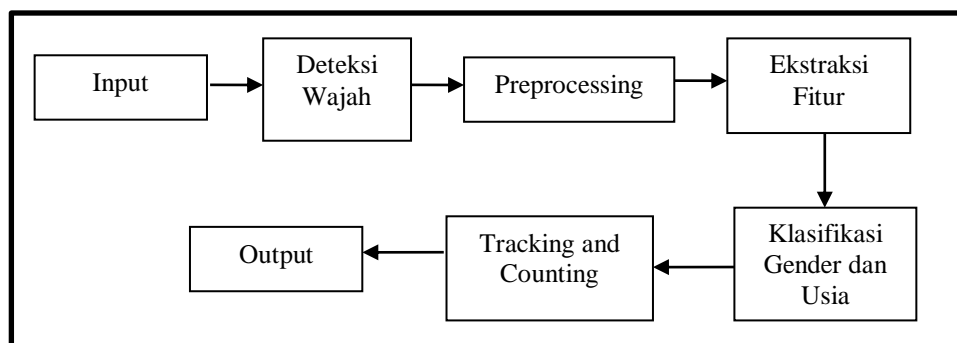 Input
Deteksi
Wajah
Preprocessing
Ekstraksi
Fitur
Klasifikasi
Gender dan
Usia
Tracking and
Counting
Output